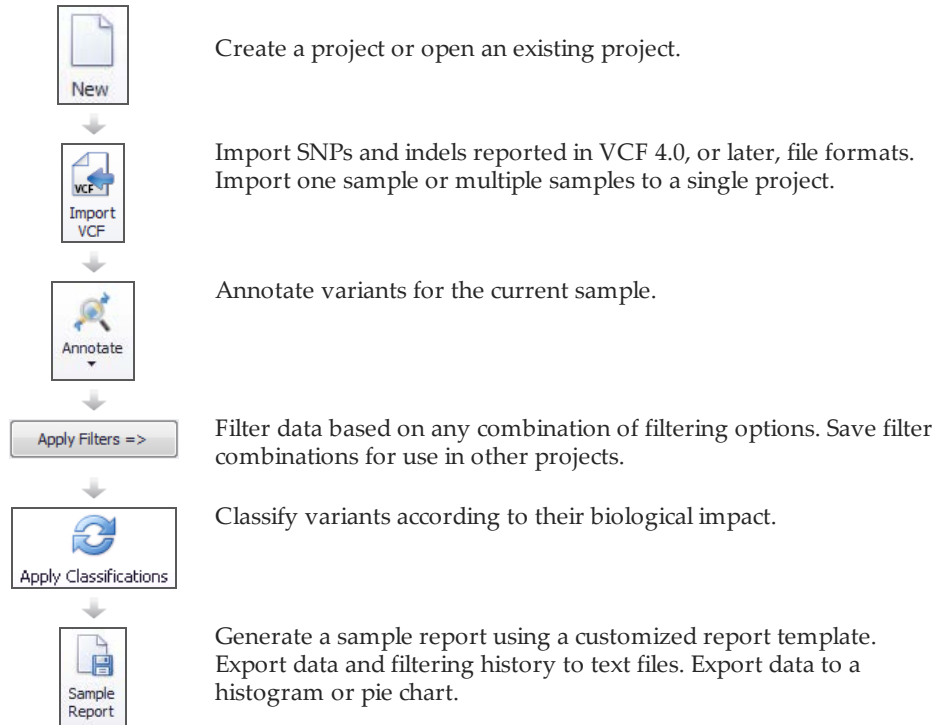 New
Create a project or open an existing project.
VCF
Import
VCF
Import SNPs and indels reported in VCF 4.0, or later, file formats.
Import one sample or multiple samples to a single project.
Annotate
Annotate variants for the current sample.
Apply Filters =>
Filter data based on any combination of filtering options. Save filter
combinations for use in other projects.
Apply Classifications
Classify variants according to their biological impact.
Sample
Report
Generate a sample report using a customized report template.
Export data and filtering history to text files. Export data to a
histogram or pie chart.